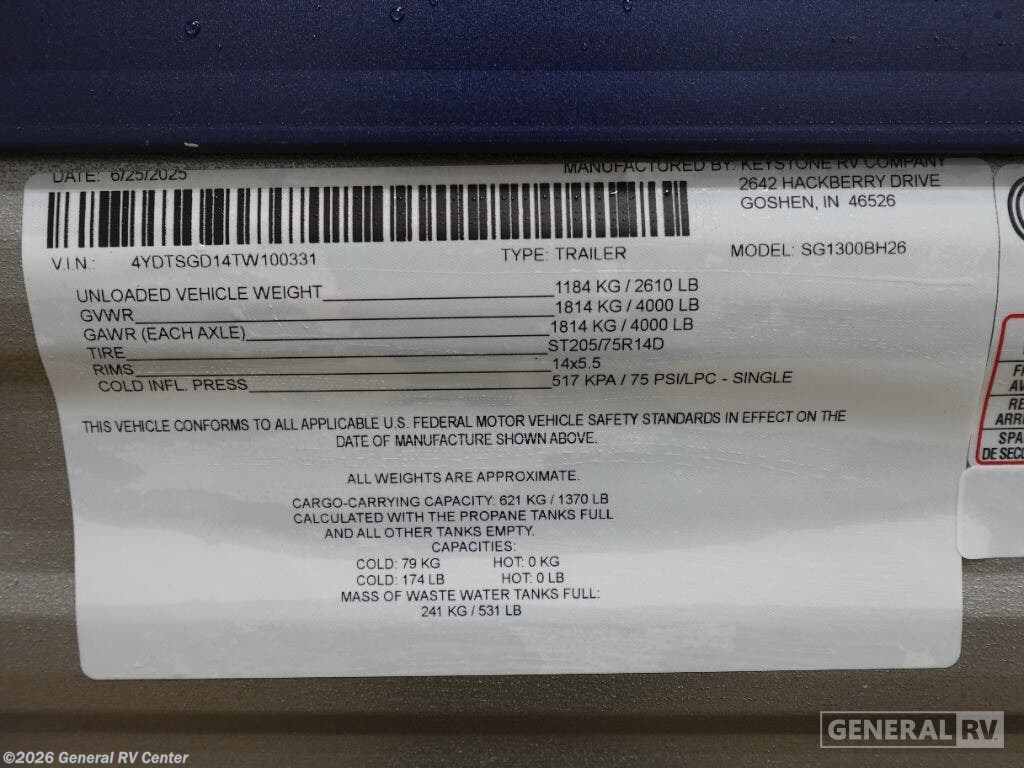 DATE: 6/25/2025
MANUFACTURED BY: KEYSTONE RV COMPANY
2642 HACKBERRY DRIVE
GOSHEN, IN 46526
V.I.N.: 4YDTSGD14TW100331 TYPE: TRAILER MODEL: SG1300BH26
UNLOADED VEHICLE WEIGHT 1184 KG / 2610 LB
GVWR 1814 KG / 4000 LB
GAWR (EACH AXLE) 1814 KG / 4000 LB
TIRE ST205/75R14D
RIMS 14x5.5
COLD INFL. PRESS 517 KPA / 75 PSI/LPC - SINGLE
THIS VEHICLE CONFORMS TO ALL APPLICABLE U.S. FEDERAL MOTOR VEHICLE SAFETY STANDARDS IN EFFECT ON THE
DATE OF MANUFACTURE SHOWN ABOVE.
ALL WEIGHTS ARE APPROXIMATE.
CARGO-CARRYING CAPACITY: 621 KG / 1370 LB
CALCULATED WITH THE PROPANE TANKS FULL
AND ALL OTHER TANKS EMPTY.
CAPACITIES:
COLD: 79 KG HOT: 0 KG
COLD: 174 LB HOT: 0 LB
MASS OF WASTE WATER TANKS FULL:
241 KG / 531 LB
DE SECU
GENERAL RV
©2026 General RV Center